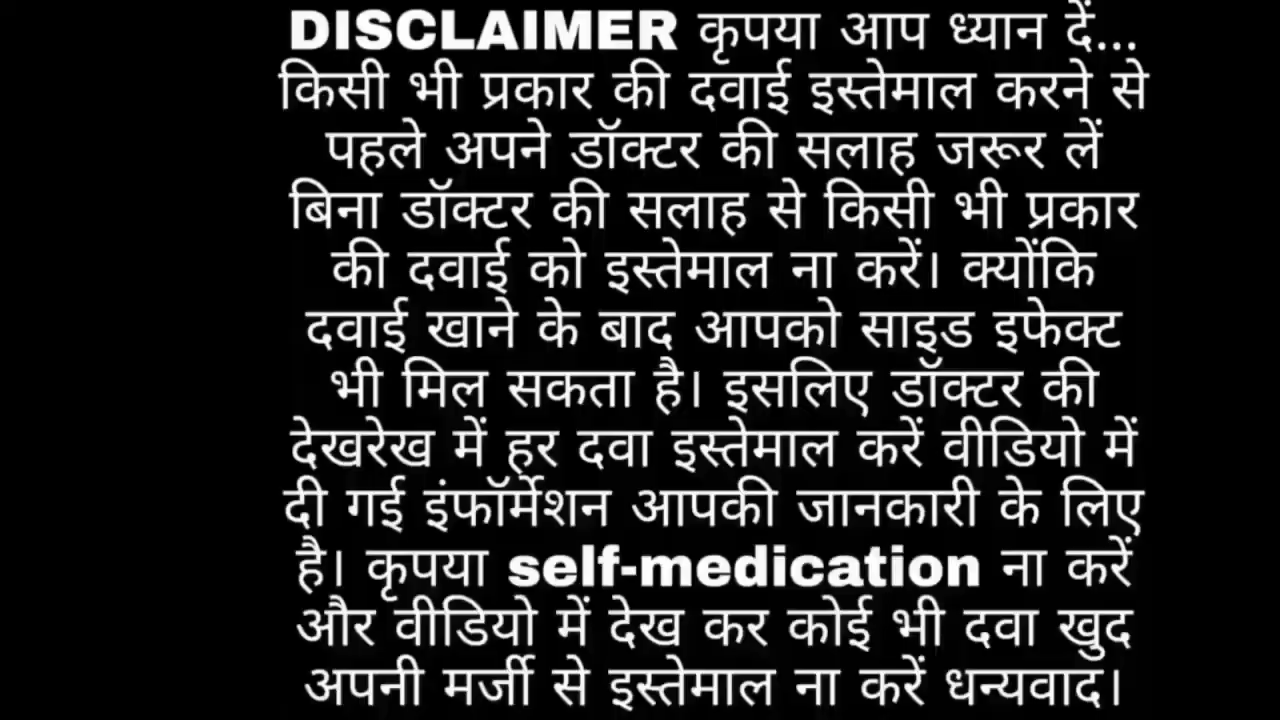 DISCLAIMER कृपया आप ध्यान दें...
किसी भी प्रकार की दवाई इस्तेमाल करने से
पहले अपने डॉक्टर की सलाह जरूर लें
बिना डॉक्टर की सलाह से किसी भी प्रकार
की दवाई को इस्तेमाल ना करें। क्योंकि
दवाई खाने के बाद आपको साइड इफेक्ट
भी मिल सकता है। इसलिए डॉक्टर की
देखरेख में हर दवा इस्तेमाल करें वीडियो में
दी गई इंफॉर्मेशन आपकी जानकारी के लिए
है। कृपया self-medication ना करें
और वीडियो में देख कर कोई भी दवा खुद
अपनी मर्जी से इस्तेमाल ना करें धन्यवाद।